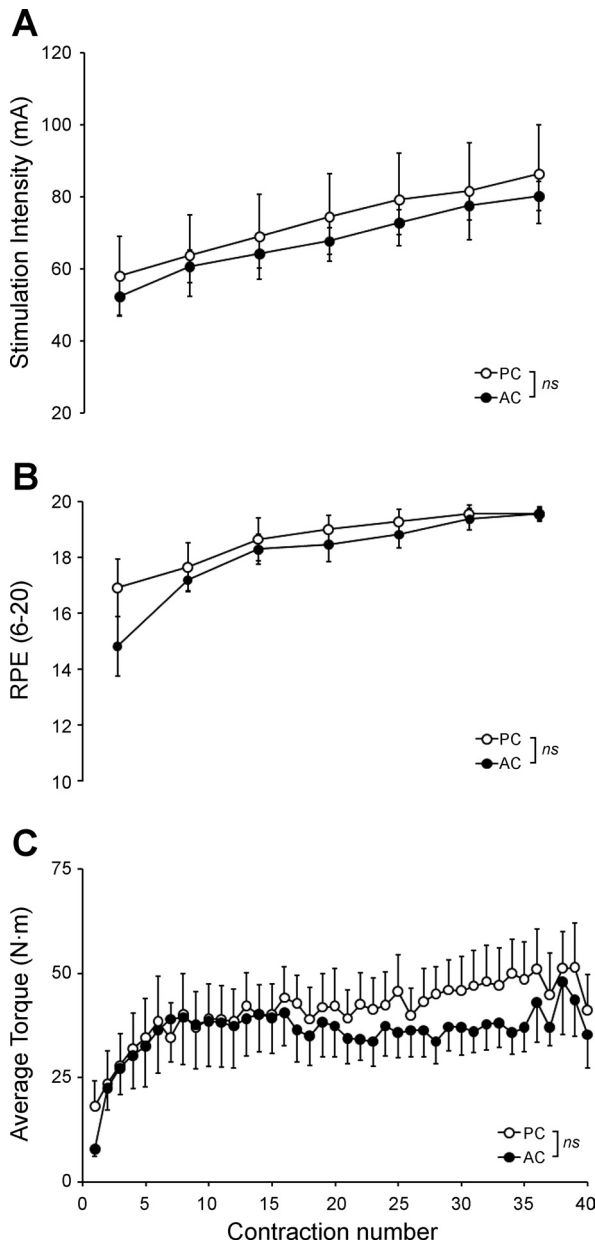 A
120
100
80
60
40
20
Stimulation Intensity (mA)
PC
AC
ns
B
20
18
16
14
12
10
RPE (6-20)
PC
AC
ns
C
75
50
25
0
Average Torque (N·m)
PC
AC
ns
0 5 10 15 20 25 30 35 40
Contraction number